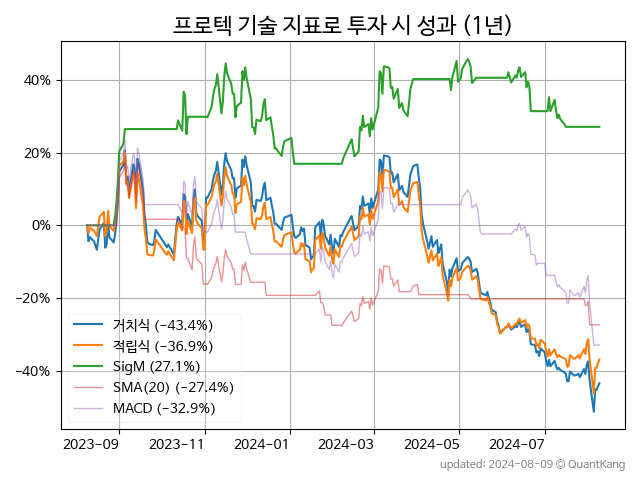 프로텍 기술 지표로 투자 시 성과 (1년)
40%
20%
0%
−20%
−40%
거치식 (−43.4%)
적립식 (−36.9%)
SigM (27.1%)
SMA(20) (−27.4%)
MACD (−32.9%)
2023−09 2023−11 2024−01 2024−03 2024−05 2024−07
updated: 2024−08−09 © QuantKang